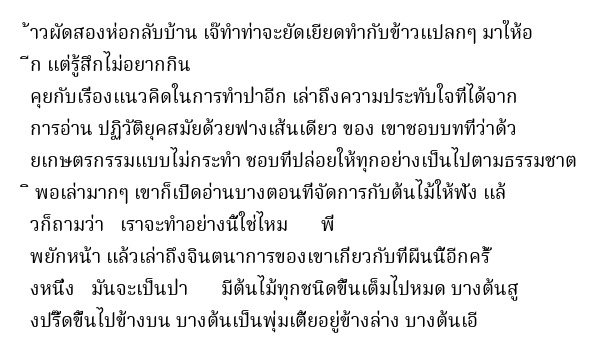 ้าวผัดสองห่อกลับบ้าน เจ๊ทำท่าจะยัดเยียดทำกับข้าวแปลกๆ มาให้อ
ีก แต่รู้สึกไม่อยากกิน
คุยกับเรื่องแนวคิดในการทำป่าอีก เล่าถึงความประทับใจที่ได้จาก
การอ่าน ปฏิวัติยุคสมัยด้วยฟางเส้นเดียว ของ เขาชอบบทที่ว่าด้ว
ยเกษตรกรรมแบบไม่กระทำ ชอบที่ปล่อยให้ทุกอย่างเป็นไปตามธรรมชาต
ิ พอเล่ามากๆ เขาก็เปิดอ่านบางตอนที่จัดการกับต้นไม้ให้ฟัง แล้
วก็ถามว่า เราจะทำอย่างนี้ใช่ไหม พี่
พยักหน้า แล้วเล่าถึงจินตนาการของเขาเกี่ยวกับที่ผืนนี้อีกครั้
งหนึ่ง มันจะเป็นป่า มีต้นไม้ทุกชนิดขึ้นเต็มไปหมด บางต้นสู
งปรี๊ดขึ้นไปข้างบน บางต้นเป็นพุ่มเตี้ยอยู่ข้างล่าง บางต้นเอี